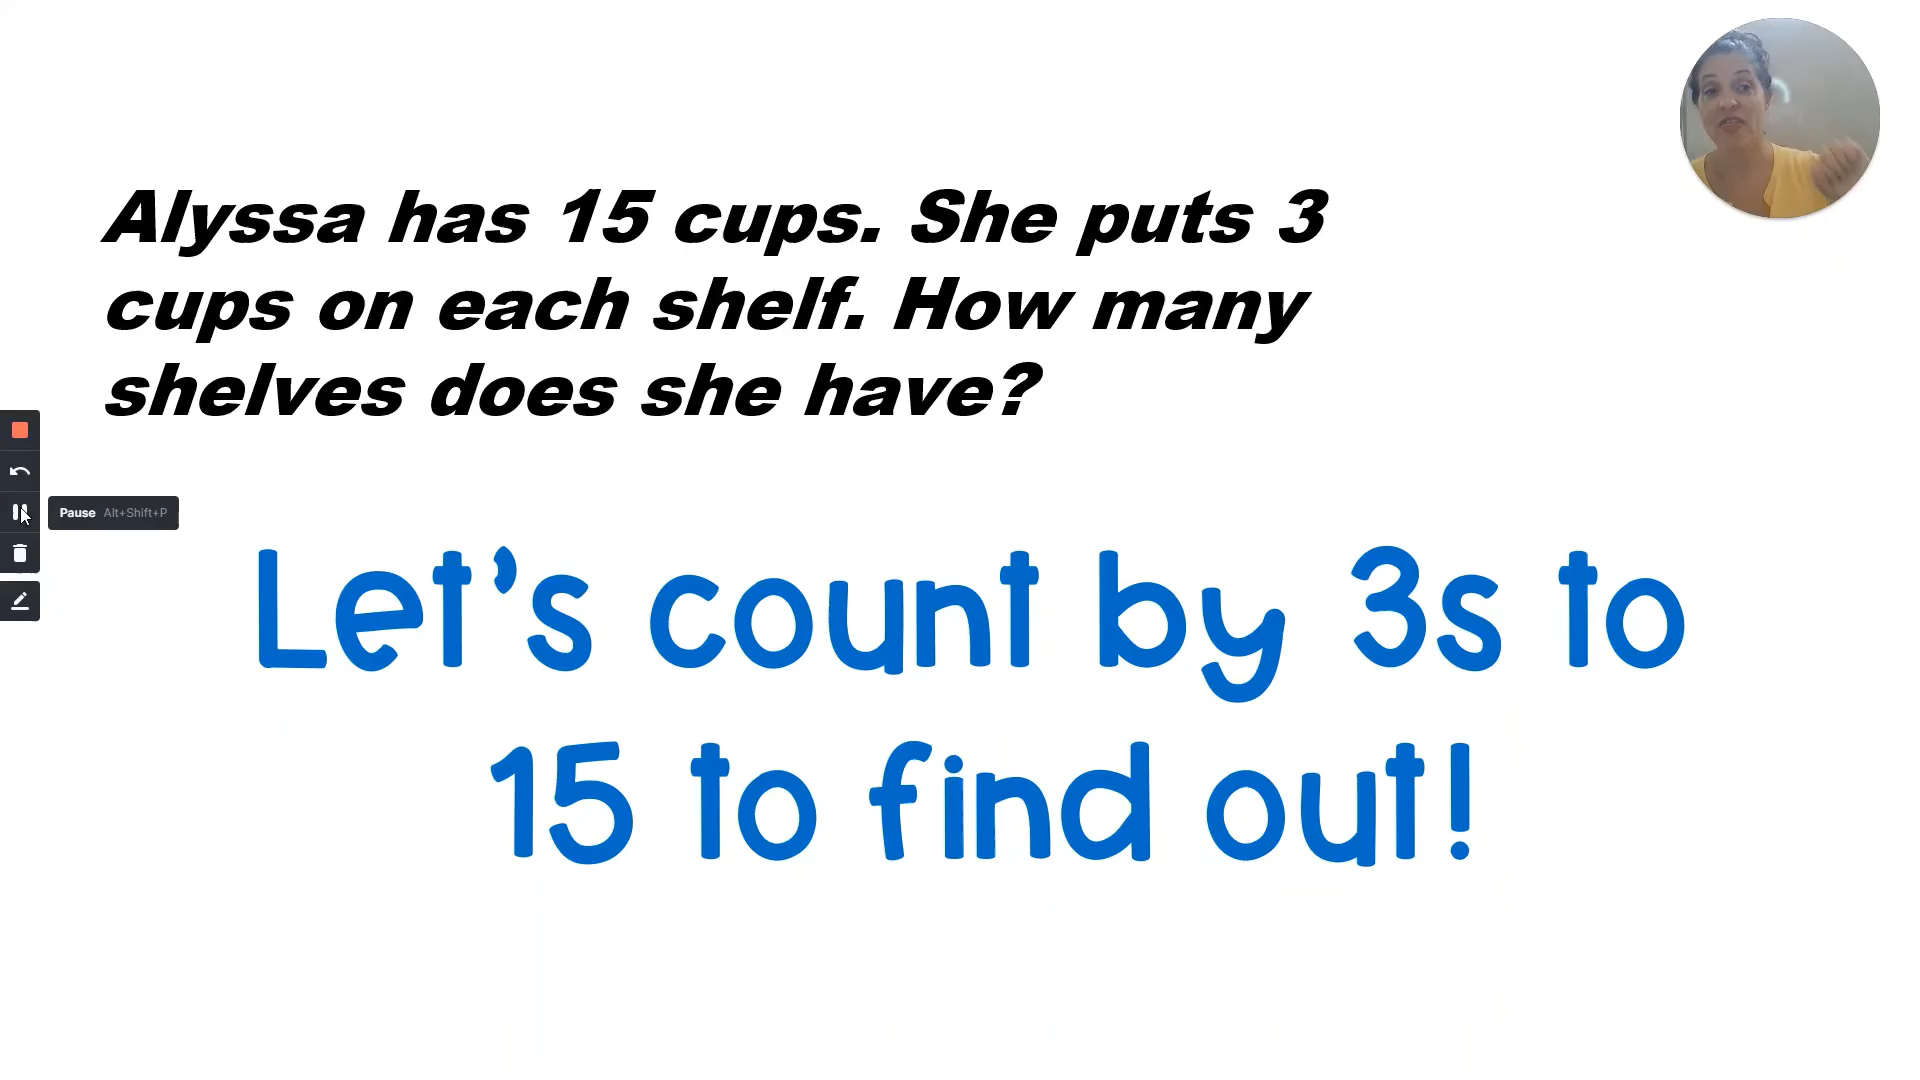 Alyssa has 15 cups. She puts 3
cups on each shelf. How many
shelves does she have?
Pause Alt+Shift+P
Let's count by 3s to
15 to find out!